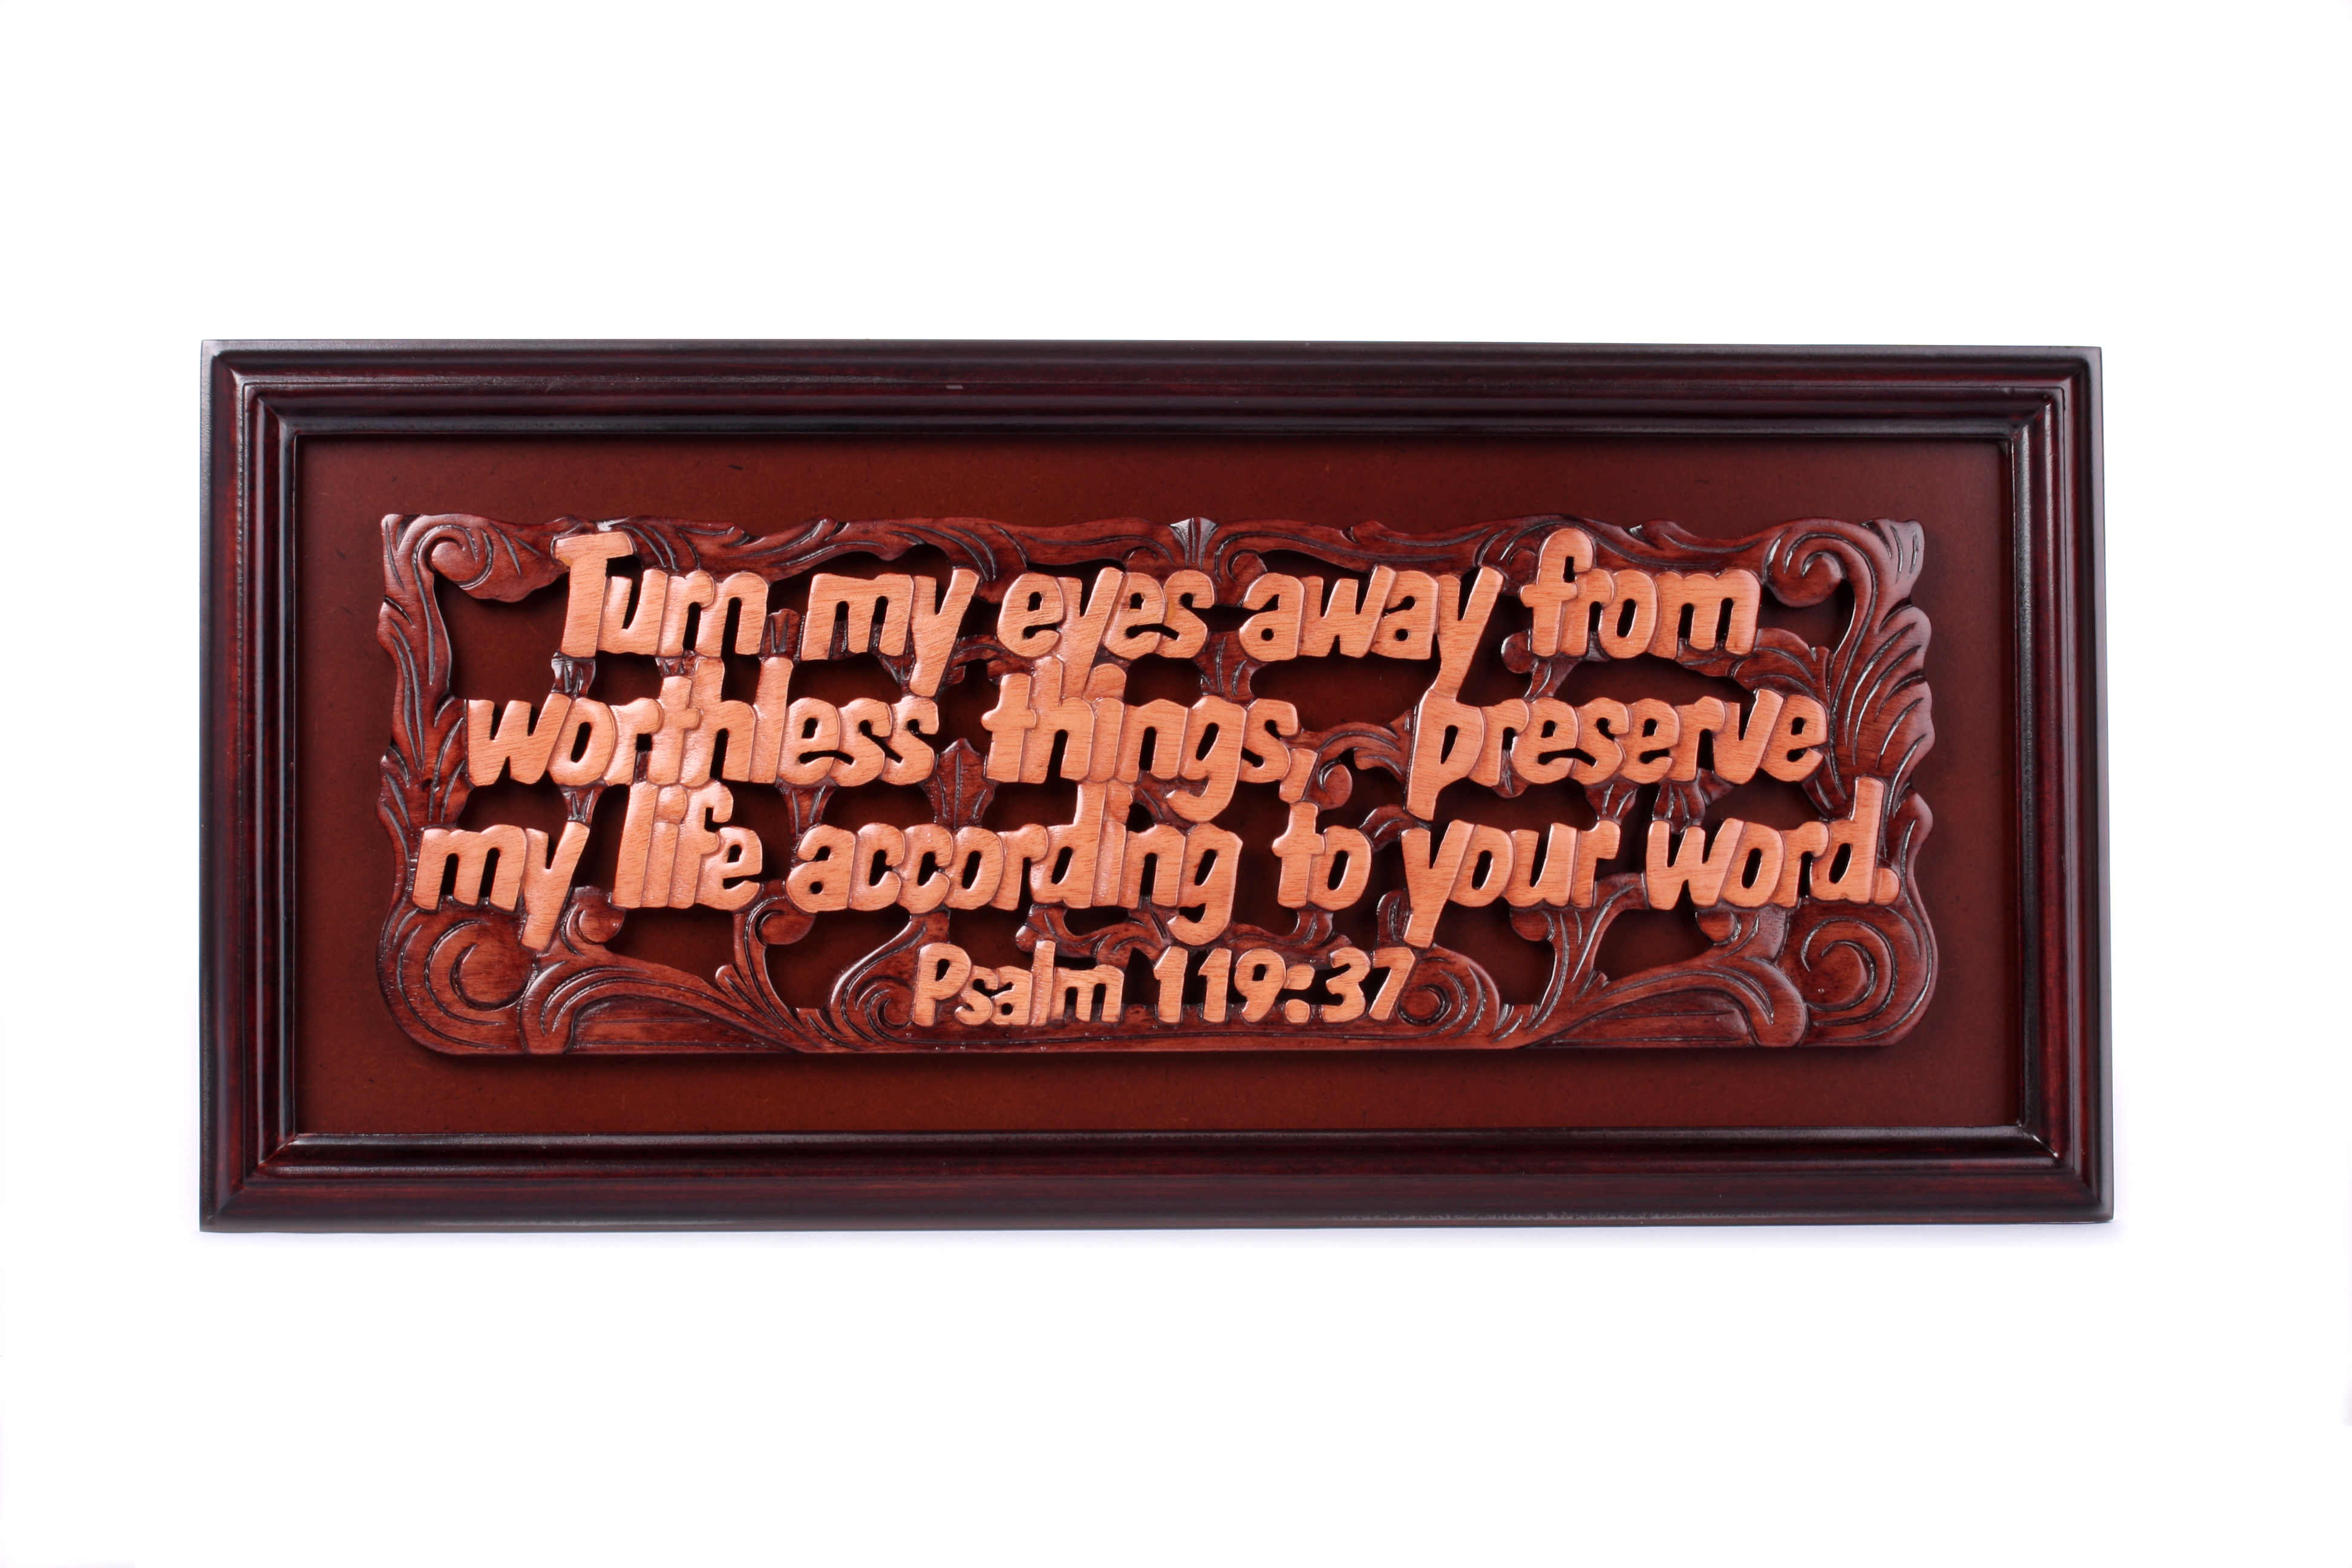 Turn my eyes away from
worthless things, preserve
my life according to your word.
Psalm 119:37